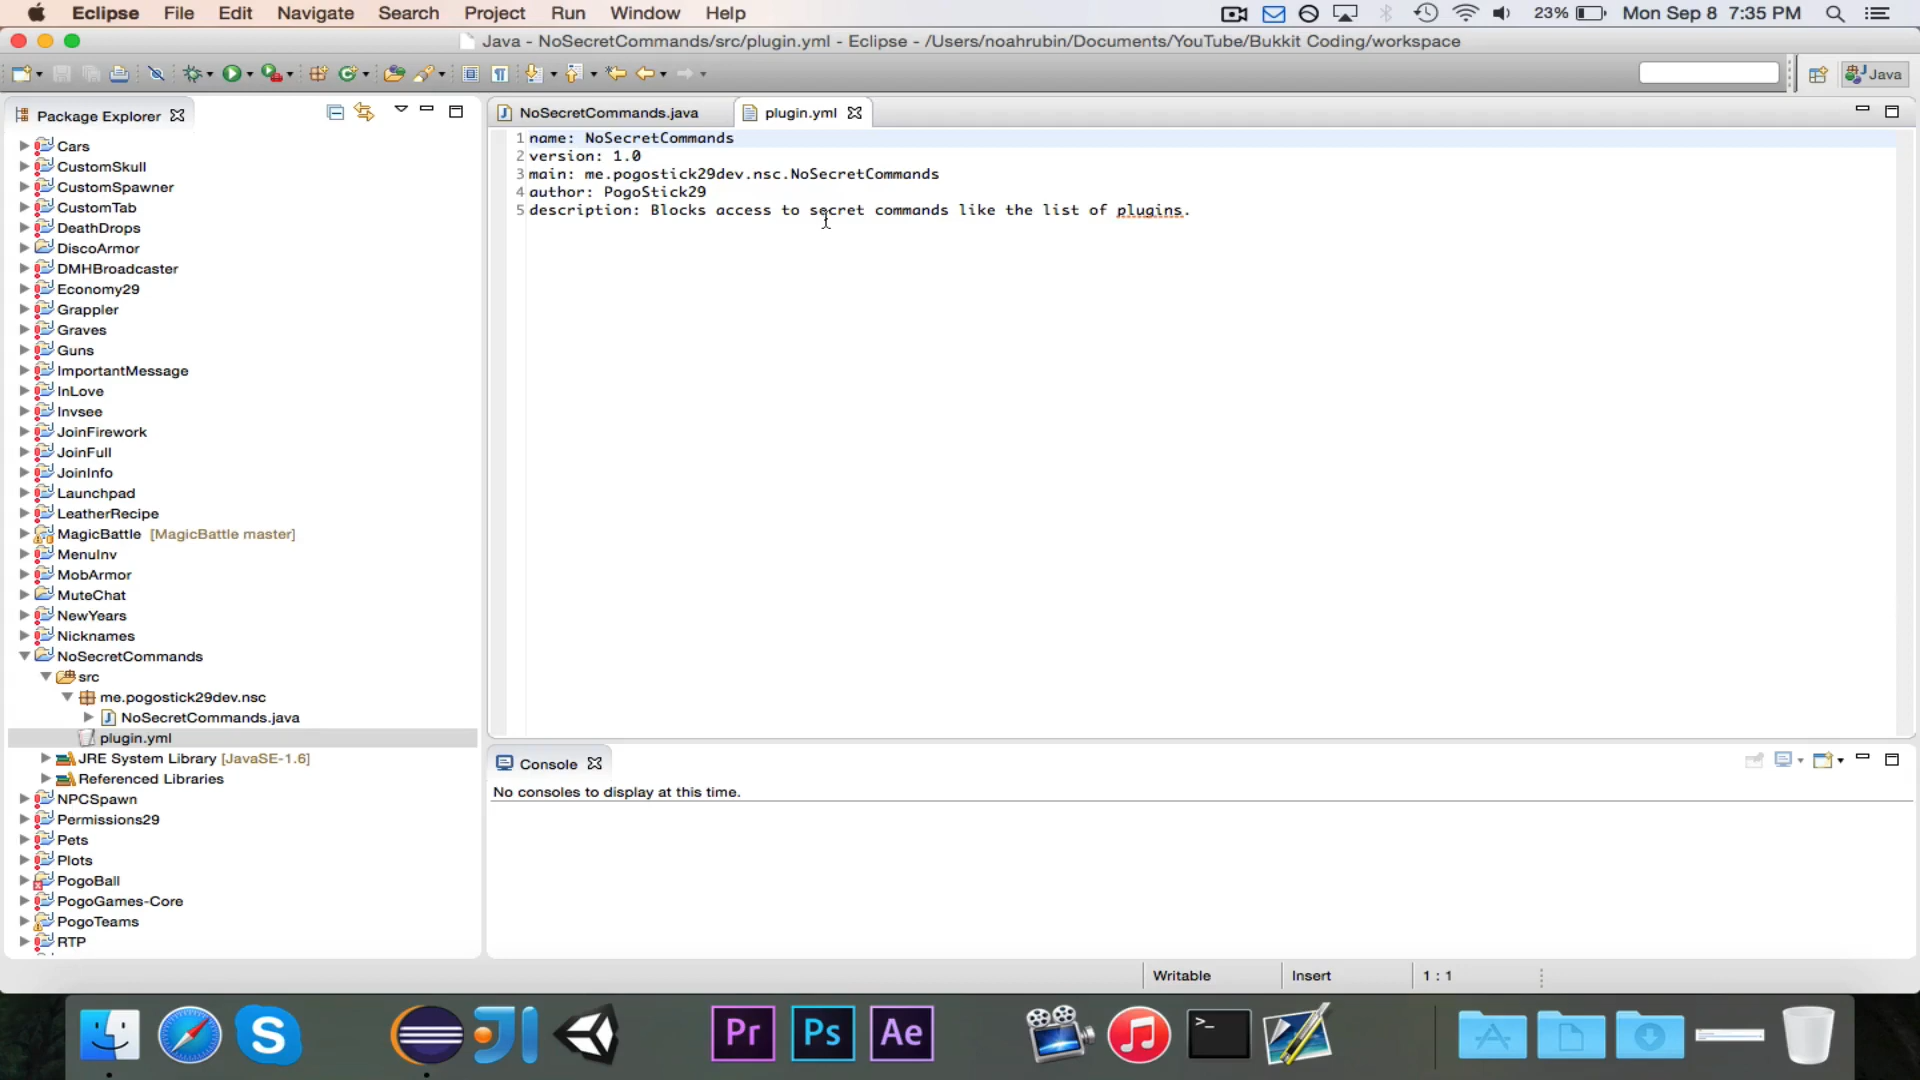 Eclipse File Edit Navigate Search Project Run Window Help 23% Mon Sep 8 7:35 PM
Java - NoSecretCommands/src/plugin.yml - Eclipse - /Users/noahrubin/Documents/YouTube/Bukkit Coding/workspace
Java
Package Explorer
Cars
CustomSkull
CustomSpawner
CustomTab
DeathDrops
DiscoArmor
DMHBroadcaster
Economy29
Grappler
Graves
Guns
ImportantMessage
InLove
Invsee
JoinFirework
JoinFull
JoinInfo
Launchpad
LeatherRecipe
MagicBattle [MagicBattle master]
MenuInv
MobArmor
MuteChat
NewYears
Nicknames
NoSecretCommands
src
me.pogostick29dev.nsc
NoSecretCommands.java
plugin.yml
JRE System Library [JavaSE-1.6]
Referenced Libraries
NPCSpawn
Permissions29
Pets
Plots
PogoBall
PogoGames-Core
PogoTeams
RTP
NoSecretCommands.java plugin.yml
1 name: NoSecretCommands
2 version: 1.0
3 main: me.pogostick29dev.nsc.NoSecretCommands
4 author: PogoStick29
5 description: Blocks access to secret commands like the list of plugins.
Console
No consoles to display at this time.
Writable Insert 1 : 1
S Pr Ps Ae >_